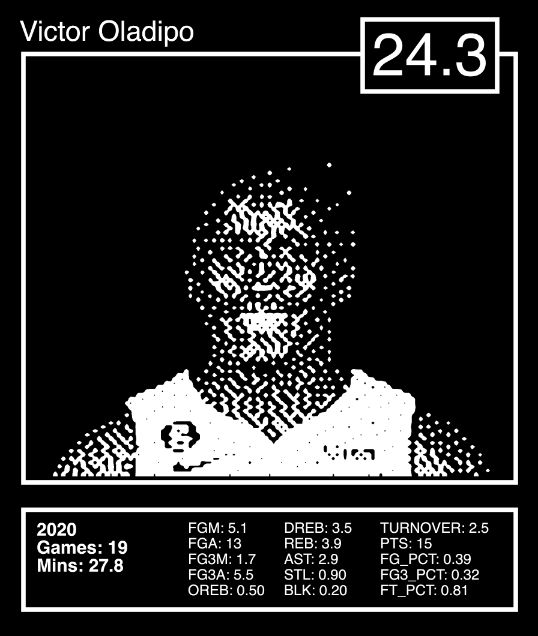 Victor Oladipo
24.3
2020
Games: 19
Mins: 27.8
FGM: 5.1
FGA: 13
FG3M: 1.7
FG3A: 5.5
OREB: 0.50
DREB: 3.5
REB: 3.9
AST: 2.9
STL: 0.90
BLK: 0.20
TURNOVER: 2.5
PTS: 15
FG_PCT: 0.39
FG3_PCT: 0.32
FT_PCT: 0.81